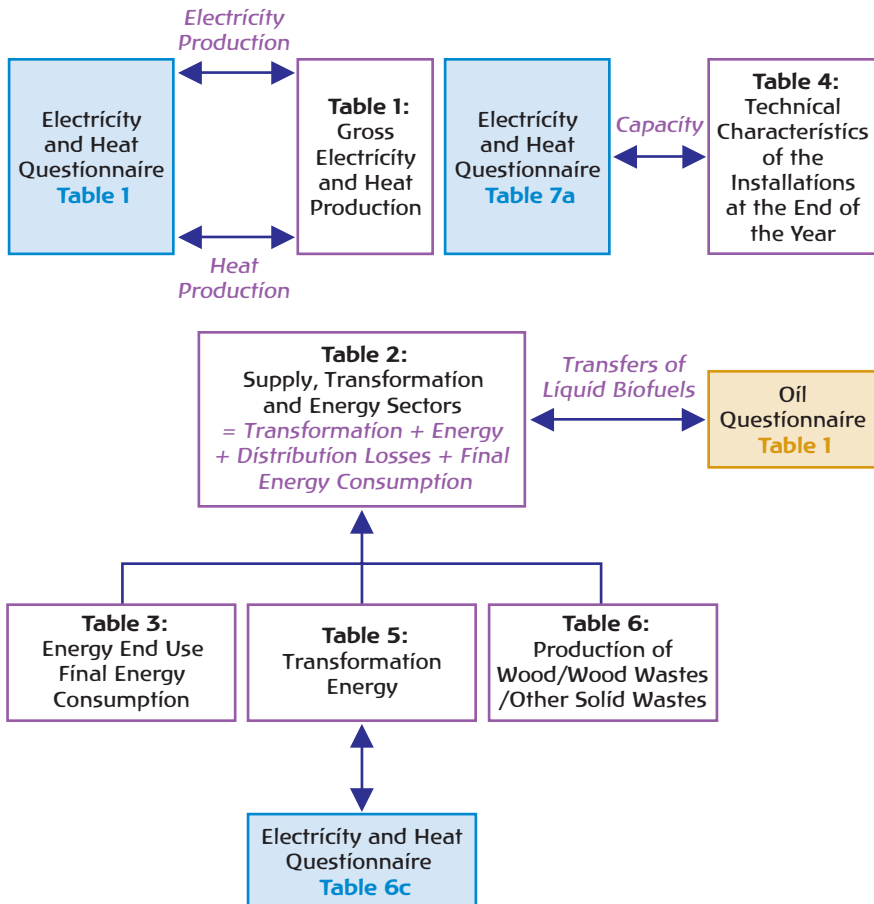 Electricity
Production
Electricity
and Heat
Questionnaire
Table 1
Table 1:
Gross
Electricity
and Heat
Production
Heat
Production
Electricity
and Heat
Questionnaire
Table 7a
Capacity
Table 4:
Technical
Characteristics
of the
Installations
at the End of
the Year
Table 2:
Supply, Transformation
and Energy Sectors
= Transformation + Energy
+ Distribution Losses + Final
Energy Consumption
Transfers of
Liquid Biofuels
Oil
Questionnaire
Table 1
Table 3:
Energy End Use
Final Energy
Consumption
Table 5:
Transformation
Energy
Table 6:
Production of
Wood/Wood Wastes
/Other Solid Wastes
Electricity and Heat
Questionnaire
Table 6c